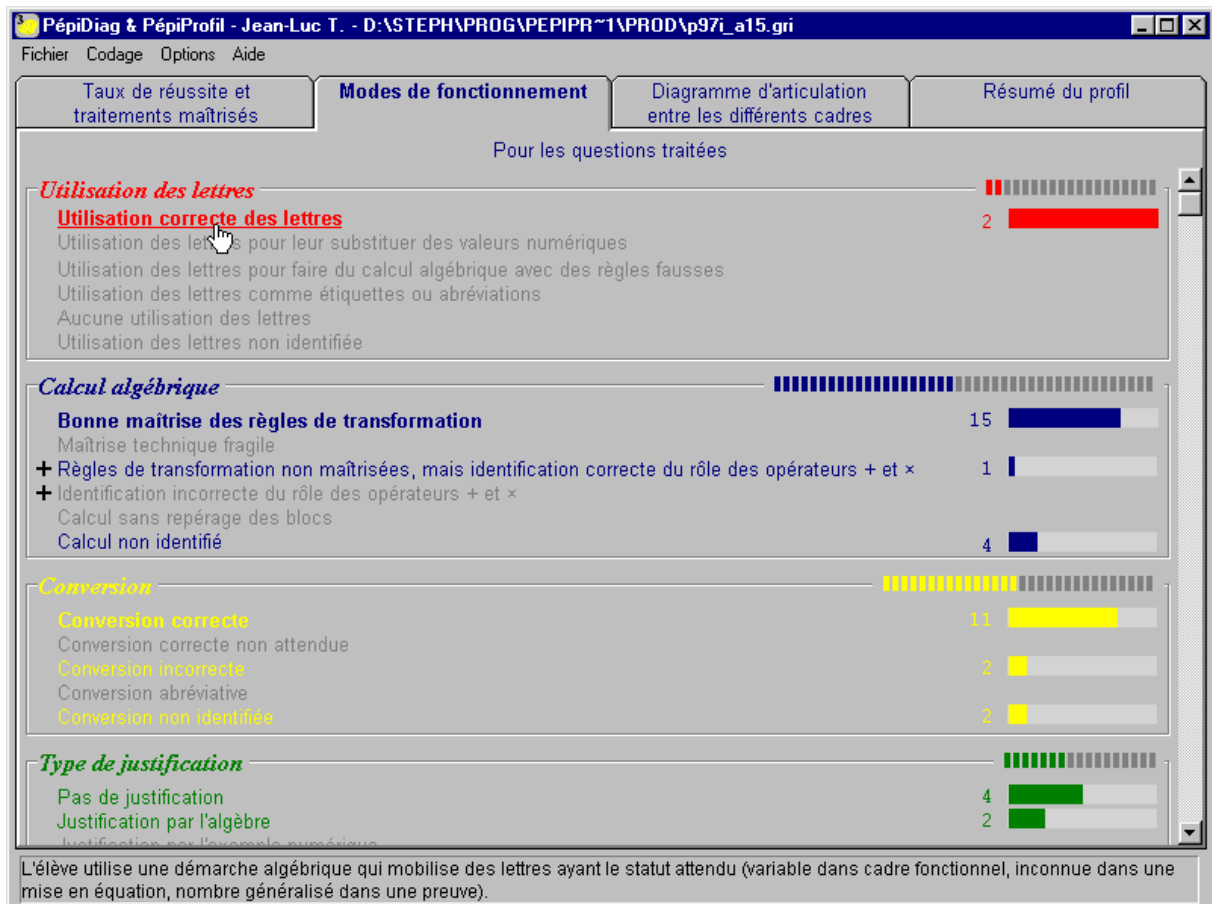 PépiDiag & PépiProfil - Jean-Luc T. - D:\STEPH\PROG\PEPIPR~1\PROD\p97i_a15.gri
Fichier Codage Options Aide
Taux de réussite et
traitements maîtrisés
Modes de fonctionnement
Diagramme d'articulation
entre les différents cadres
Résumé du profil
Pour les questions traitées
Utilisation des lettres
Utilisation correcte des lettres 2
Utilisation des lettres pour leur substituer des valeurs numériques
Utilisation des lettres pour faire du calcul algébrique avec des règles fausses
Utilisation des lettres comme étiquettes ou abréviations
Aucune utilisation des lettres
Utilisation des lettres non identifiée
Calcul algébrique
Bonne maîtrise des règles de transformation 15
Maîtrise technique fragile
+ Règles de transformation non maîtrisées, mais identification correcte du rôle des opérateurs + et × 1
+ Identification incorrecte du rôle des opérateurs + et ×
Calcul sans repérage des blocs
Calcul non identifié 4
Conversion
Conversion correcte 11
Conversion correcte non attendue
Conversion incorrecte 2
Conversion abréviative
Conversion non identifiée 2
Type de justification
Pas de justification 4
Justification par l'algèbre 2
Justification par l'exemple numérique
L'élève utilise une démarche algébrique qui mobilise des lettres ayant le statut attendu (variable dans cadre fonctionnel, inconnue dans une
mise en équation, nombre généralisé dans une preuve).